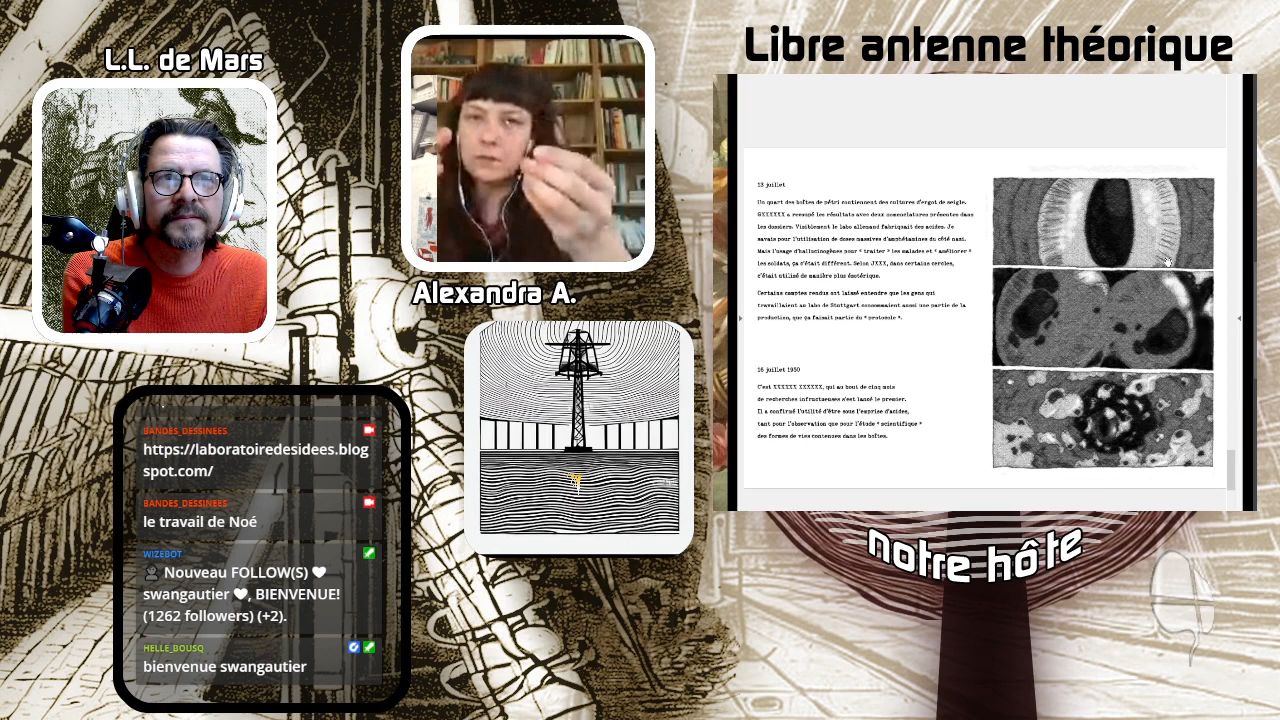 L.L. de Mars
Alexandra A.
Libre antenne théorique
13 juillet
Un quart des boîtes de pétri contiennent des cultures d'ergot de seigle.
GXXXXXX a recoupé les résultats avec deux nomenclatures présentes dans
les dossiers. Visiblement le labo allemand fabriquait des acides. Je
savais pour l'utilisation de doses massives d'amphétamines du côté nazi.
Mais l'usage d'hallucinogènes pour " traiter " les malades et " améliorer "
les soldats, ça c'était différent. Selon JXXX, dans certains cercles,
c'était utilisé de manière plus ésotérique.
Certains comptes rendus ont laissé entendre que les gens qui
travaillaient au labo de Stuttgart consommaient aussi une partie de la
production, que ça faisait partie du " protocole ".
16 juillet 1950
C'est XXXXXX XXXXXX, qui au bout de cinq mois
de recherches infructueuses s'est lancé le premier.
Il a confirmé l'utilité d'être sous l'emprise d'acides,
tant pour l'observation que pour l'étude " scientifique "
des formes de vies contenues dans les boîtes.
BANDES_DESSINEES
https://laboratoiredesidees.blog
spot.com/
BANDES_DESSINEES
le travail de Noé
WIZEBOT
Nouveau FOLLOW(S) ♥
swangautier ♥, BIENVENUE!
(1262 followers) (+2).
HELLE_BOUSQ
bienvenue swangautier
notre hôte